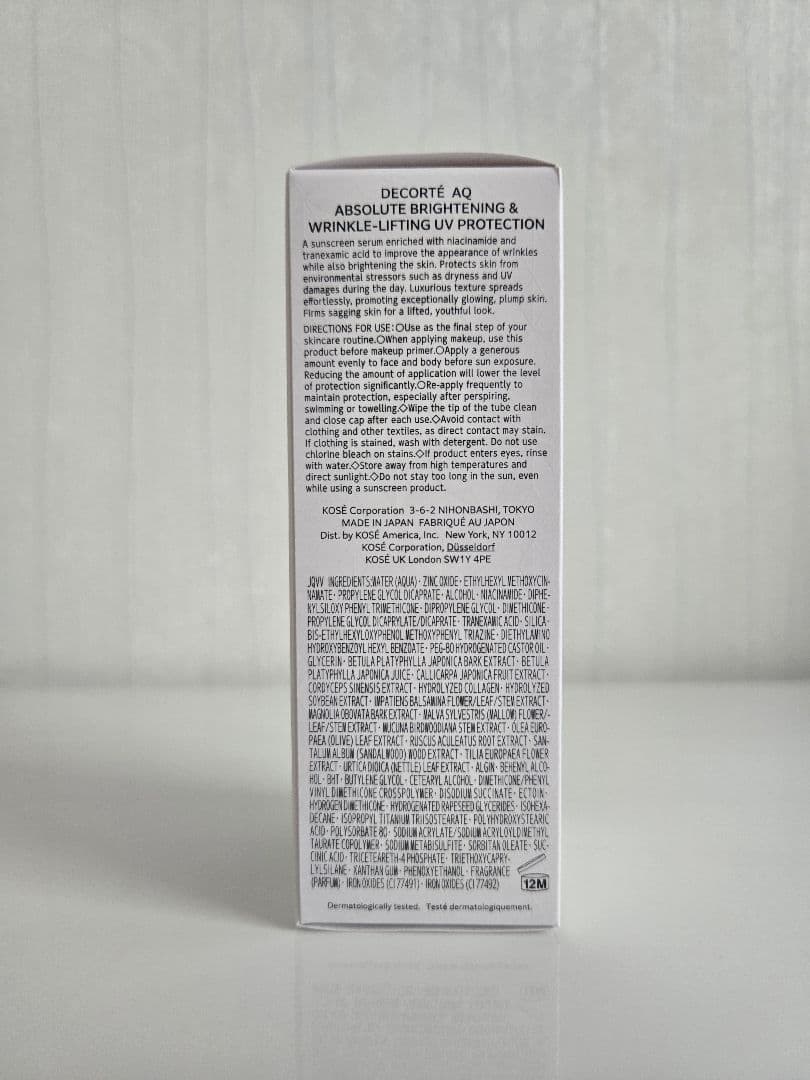 DECORTÉ AQ
ABSOLUTE BRIGHTENING &
WRINKLE-LIFTING UV PROTECTION
A sunscreen serum enriched with niacinamide and
tranexamic acid to improve the appearance of wrinkles
while also brightening the skin. Protects skin from
environmental stressors such as dryness and UV
damages during the day. Luxurious texture spreads
effortlessly, promoting exceptionally glowing, plump skin.
Firms sagging skin for a lifted, youthful look.
DIRECTIONS FOR USE:○Use as the final step of your
skincare routine.○When applying makeup, use this
product before makeup primer.○Apply a generous
amount evenly to face and body before sun exposure.
Reducing the amount of application will lower the level
of protection significantly.○Re-apply frequently to
maintain protection, especially after perspiring,
swimming or towelling.◇Wipe the tip of the tube clean
and close cap after each use.◇Avoid contact with
clothing and other textiles, as direct contact may stain.
If clothing is stained, wash with detergent. Do not use
chlorine bleach on stains.◇If product enters eyes, rinse
with water.◇Store away from high temperatures and
direct sunlight.◇Do not stay too long in the sun, even
while using a sunscreen product.
KOSÉ Corporation 3-6-2 NIHONBASHI, TOKYO
MADE IN JAPAN FABRIQUÉ AU JAPON
Dist. by KOSÉ America, Inc. New York, NY 10012
KOSÉ Corporation, Düsseldorf
KOSÉ UK London SW1Y 4PE
JQVV INGREDIENTS:WATER (AQUA)· ZINC OXIDE· ETHYLHEXYL METHOXYCIN-
NAMATE· PROPYLENE GLYCOL DICAPRATE· ALCOHOL· NIACINAMIDE· DIPHE-
NYLSILOXY PHENYL TRIMETHICONE· DIPROPYLENE GLYCOL· DIMETHICONE·
PROPYLENE GLYCOL DICAPRYLATE/DICAPRATE· TRANEXAMIC ACID· SILICA·
BIS-ETHYLHEXYLOXYPHENOL METHOXYPHENYL TRIAZINE· DIETHYLAMINO
HYDROXYBENZOYL HEXYL BENZOATE· PEG-80 HYDROGENATED CASTOR OIL·
GLYCERIN· BETULA PLATYPHYLLA JAPONICA BARK EXTRACT· BETULA
PLATYPHYLLA JAPONICA JUICE· CALLICARPA JAPONICA FRUIT EXTRACT·
CORDYCEPS SINENSIS EXTRACT· HYDROLYZED COLLAGEN· HYDROLYZED
SOYBEAN EXTRACT· IMPATIENS BALSAMINA FLOWER/LEAF/STEM EXTRACT·
MAGNOLIA OBOVATA BARK EXTRACT· MALVA SYLVESTRIS (MALLOW) FLOWER/-
LEAF/STEM EXTRACT· MUCUNA BIRDWOODIANA STEM EXTRACT· OLEA EURO-
PAEA (OLIVE) LEAF EXTRACT· RUSCUS ACULEATUS ROOT EXTRACT· SAN-
TALUM ALBUM (SANDALWOOD) WOOD EXTRACT· TILIA EUROPAEA FLOWER
EXTRACT· URTICA DIOICA (NETTLE) LEAF EXTRACT· ALGIN· BEHENYL ALCO-
HOL· BHT· BUTYLENE GLYCOL· CETEARYL ALCOHOL· DIMETHICONE/PHENYL
VINYL DIMETHICONE CROSSPOLYMER· DISODIUM SUCCINATE· ECTOIN·
HYDROGEN DIMETHICONE· HYDROGENATED RAPESEED GLYCERIDES· ISOHEXA-
DECANE· ISOPROPYL TITANIUM TRIISOSTEARATE· POLYHYDROXYSTEARIC
ACID· POLYSORBATE 80· SODIUM ACRYLATE/SODIUM ACRYLOYLDIMETHYL
TAURATE COPOLYMER· SODIUM METABISULFITE· SORBITAN OLEATE· SUC-
CINIC ACID· TRICETEARETH-4 PHOSPHATE· TRIETHOXYCAPRY-
LYLSILANE· XANTHAN GUM· PHENOXYETHANOL· FRAGRANCE
(PARFUM)· IRON OXIDES (CI 77491)· IRON OXIDES (CI 77492)
12M
Dermatologically tested. Testé dermatologiquement.